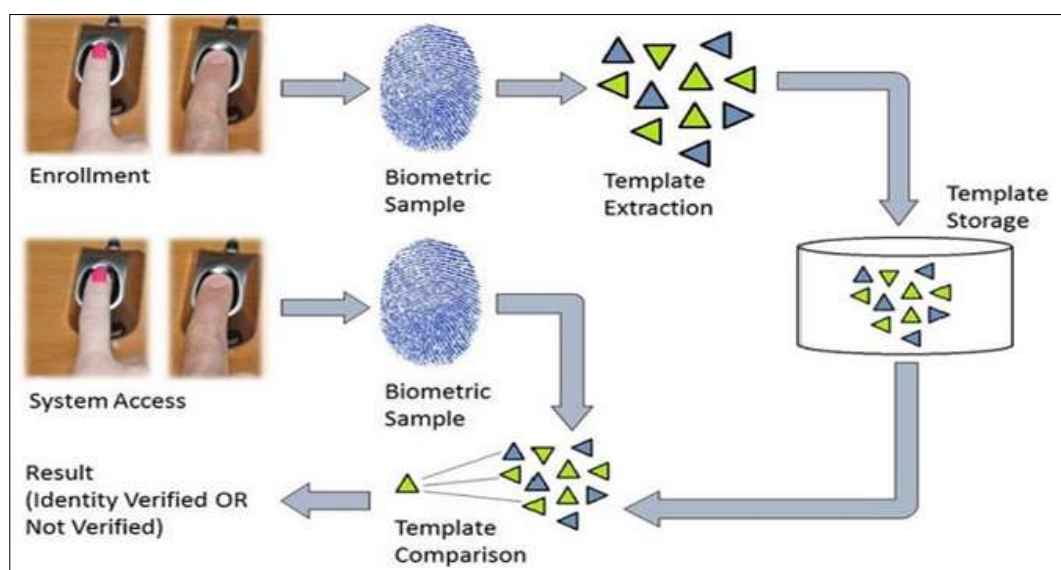 Enrollment
Biometric
Sample
Template
Extraction
Template
Storage
System Access
Biometric
Sample
Result
(Identity Verified OR
Not Verified)
Template
Comparison